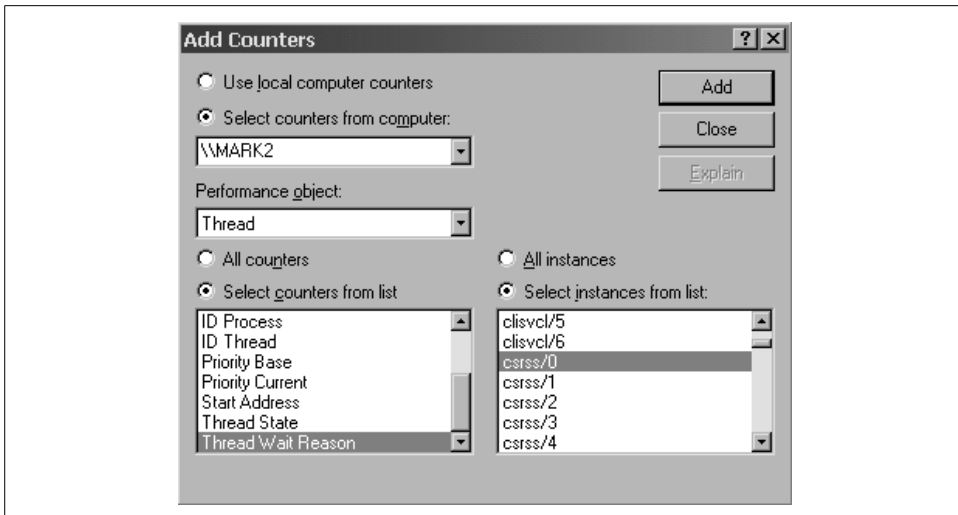 Add Counters
Use local computer counters
Select counters from computer:
\\MARK2
Performance object:
Thread
All counters
Select counters from list
ID Process
ID Thread
Priority Base
Priority Current
Start Address
Thread State
Thread Wait Reason
All instances
Select instances from list:
clisvcl/5
clisvcl/6
csrss/0
csrss/1
csrss/2
csrss/3
csrss/4
Add
Close
Explain